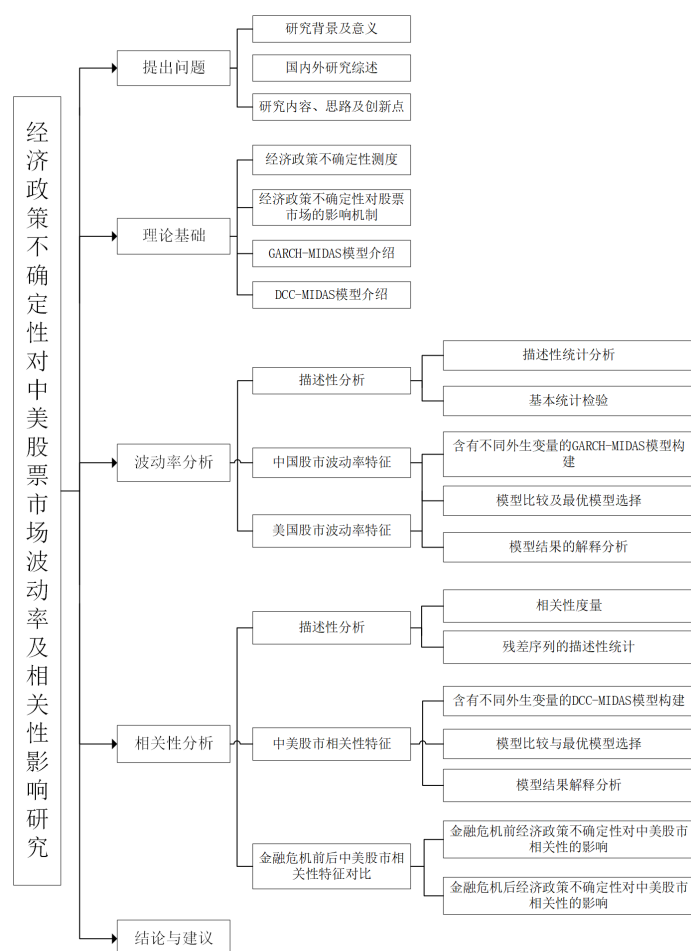 经济政策不确定性对中美股票市场波动率及相关性影响研究
提出问题
研究背景及意义
国内外研究综述
研究内容、思路及创新点
理论基础
经济政策不确定性测度
经济政策不确定性对股票
市场的影响机制
GARCH-MIDAS模型介绍
DCC-MIDAS模型介绍
波动率分析
描述性分析
描述性统计分析
基本统计检验
中国股市波动率特征
美国股市波动率特征
含有不同外生变量的GARCH-MIDAS模型构
建
模型比较及最优模型选择
模型结果的解释分析
相关性分析
描述性分析
相关性度量
残差序列的描述性统计
中美股市相关性特征
含有不同外生变量的DCC-MIDAS模型构建
模型比较与最优模型选择
模型结果解释分析
金融危机前后中美股市相
关性特征对比
金融危机前经济政策不确定性对中美股市
相关性的影响
金融危机后经济政策不确定性对中美股市
相关性的影响
结论与建议